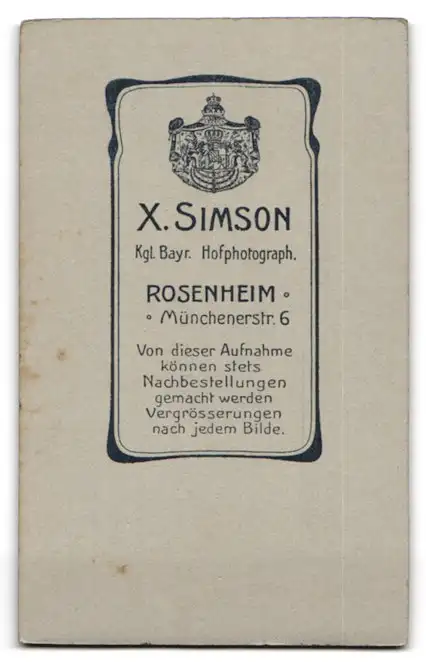 X. SIMSON
Kgl. Bayr. Hofphotograph.
ROSENHEIM
Münchenerstr. 6
Von dieser Aufnahme
können stets
Nachbestellungen
gemacht werden
Vergrösserungen
nach jedem Bilde.